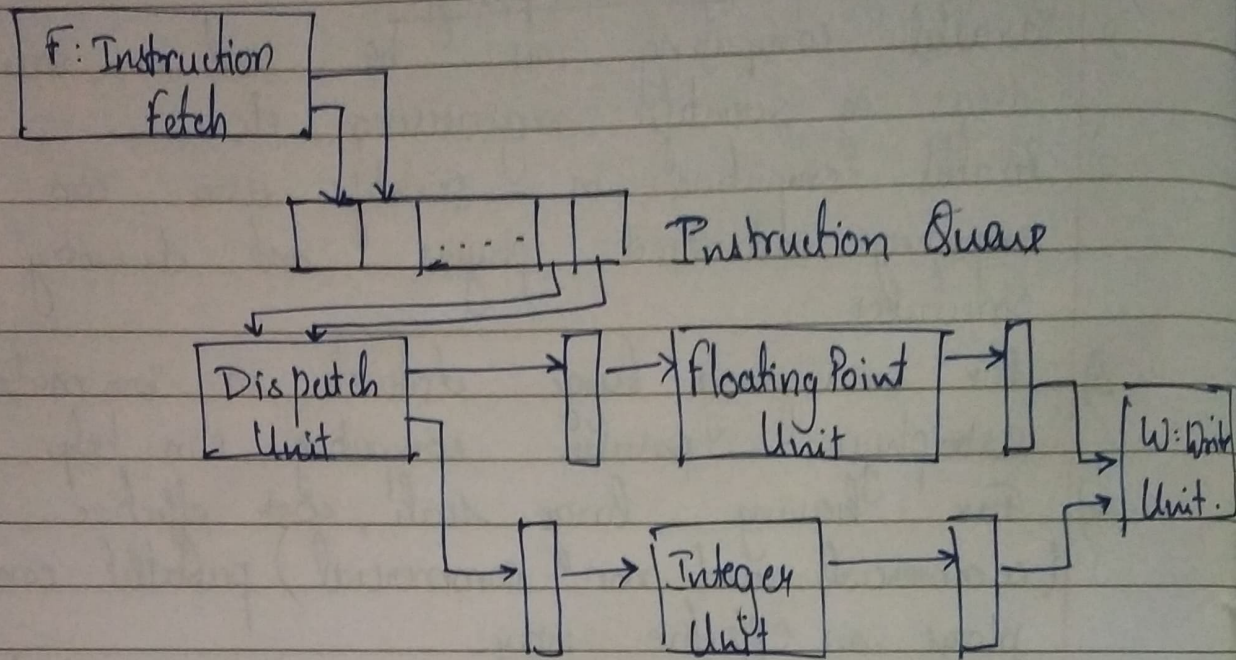 F: Instruction
Fetch
.....
Instruction Queue
Dispatch
Unit
Floating Point
Unit
W: Write
Unit.
Integer
Unit